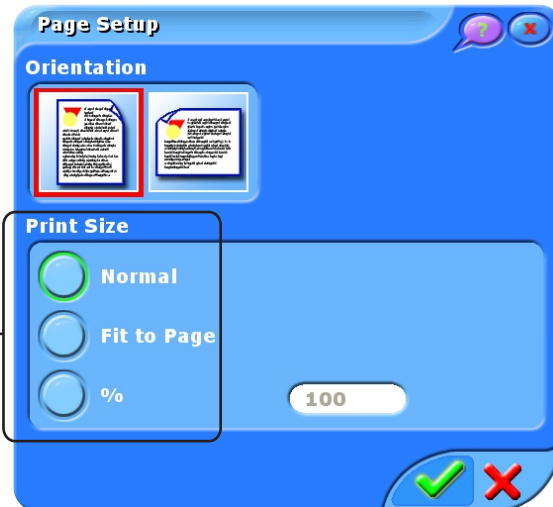 Page Setup
?
x
Orientation
Print Size
Normal
Fit to Page
%
100